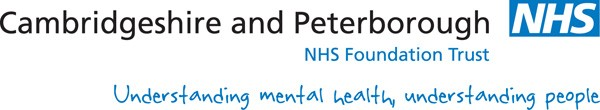 Cambridgeshire and Peterborough NHS
NHS Foundation Trust
Understanding mental health, understanding people